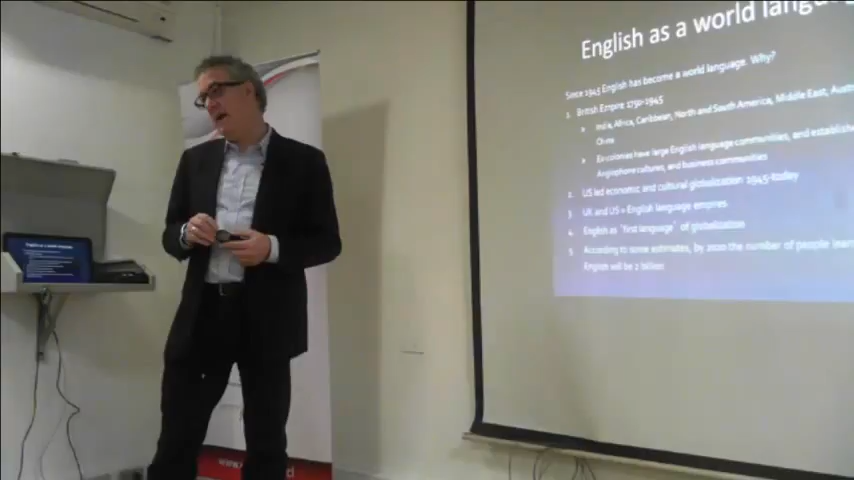 English as a world
Since 1945 English has become a world language. Why?
1. British Empire 1750-1945
India, Africa, Caribbean, North and South America, Middle East,
China
Ex-colonies have large English language communities, and
Anglophone cultures, and business communities
2. US led economic and cultural globalization 1945-today
3. UK and US = English language empires
4. English as "first language" of globalization
5. According to some estimates, by 2020 the number of people
English will be 2 billion